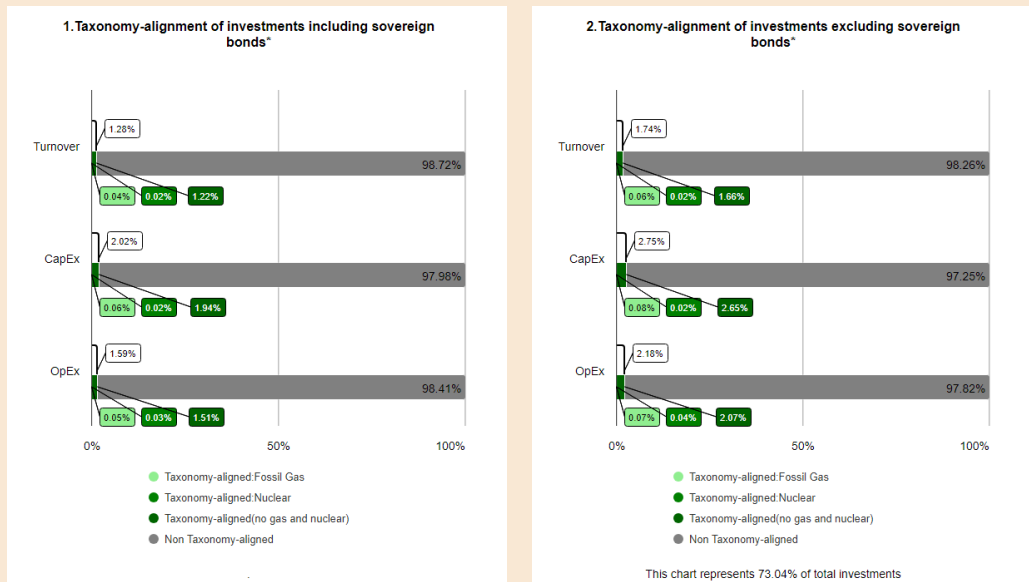 1.Taxonomy-alignment of investments including sovereign
bonds*
Turnover
1.28%
98.72%
0.04% 0.02% 1.22%
CapEx
2.02%
97.98%
0.06% 0.02% 1.94%
OpEx
1.59%
98.41%
0.05% 0.03% 1.51%
0% 50% 100%
Taxonomy-aligned:Fossil Gas
Taxonomy-aligned:Nuclear
Taxonomy-aligned(no gas and nuclear)
Non Taxonomy-aligned
2.Taxonomy-alignment of investments excluding sovereign
bonds*
Turnover
1.74%
98.26%
0.06% 0.02% 1.66%
CapEx
2.75%
97.25%
0.08% 0.02% 2.65%
OpEx
2.18%
97.82%
0.07% 0.04% 2.07%
0% 50% 100%
Taxonomy-aligned:Fossil Gas
Taxonomy-aligned:Nuclear
Taxonomy-aligned(no gas and nuclear)
Non Taxonomy-aligned
This chart represents 73.04% of total investments